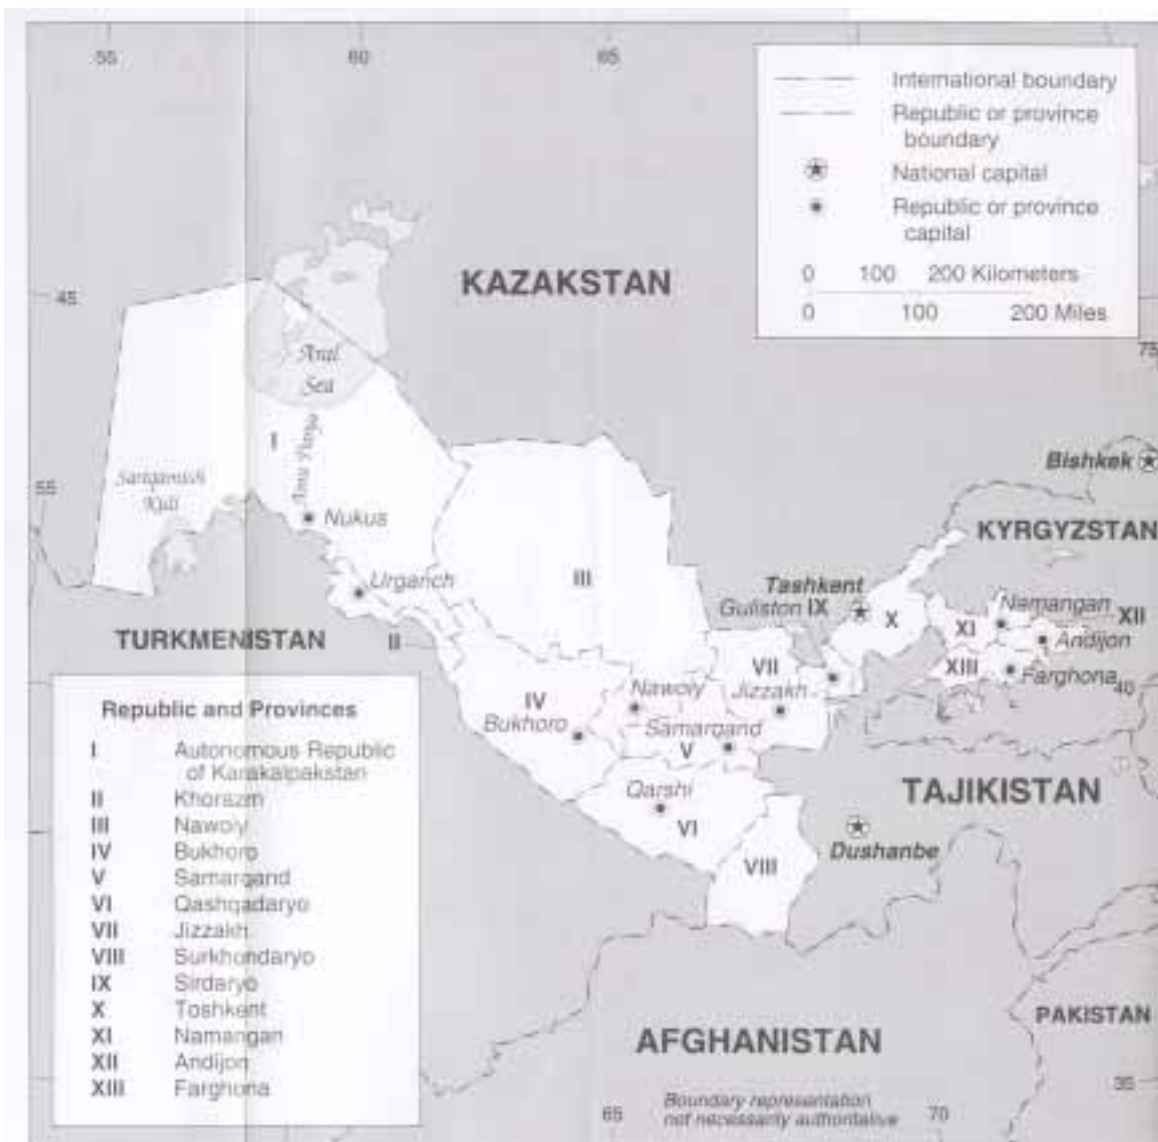 55
60
65
International boundary
Republic or province
boundary
National capital
Republic or province
capital
0 100 200 Kilometers
0 100 200 Miles
KAZAKSTAN
45
75
Aral
Sea
I
Amu Darya
Sariqamish
Kuli
55
Nukus
Bishkek
KYRGYZSTAN
Urganch
III
Tashkent
Guliston IX
X
XI
Namangan
XII
Andijon
TURKMENISTAN
II
VII
XIII
Farghona
40
IV
Nawoiy
Jizzakh
Bukhoro
Samarqand
V
Qarshi
VI
TAJIKISTAN
Dushanbe
VIII
Republic and Provinces
I Autonomous Republic
of Karakalpakstan
II Khorazm
III Nawoiy
IV Bukhoro
V Samarqand
VI Qashqadaryo
VII Jizzakh
VIII Surkhondaryo
IX Sirdaryo
X Toshkent
XI Namangan
XII Andijon
XIII Farghona
AFGHANISTAN
PAKISTAN
35
Boundary representation
not necessarily authoritative
65
70